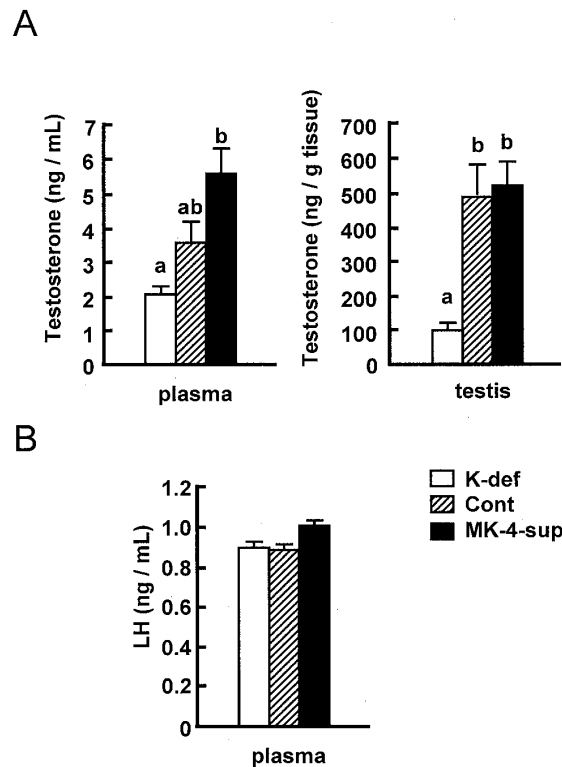 A
Testosterone (ng / mL)
7
6
5
4
3
2
1
0
a
ab
b
plasma
Testosterone (ng / g tissue)
700
600
500
400
300
200
100
0
a
b
b
testis
B
LH (ng / mL)
1.2
1.0
0.8
0.6
0.4
0.2
0
plasma
K-def
Cont
MK-4-sup